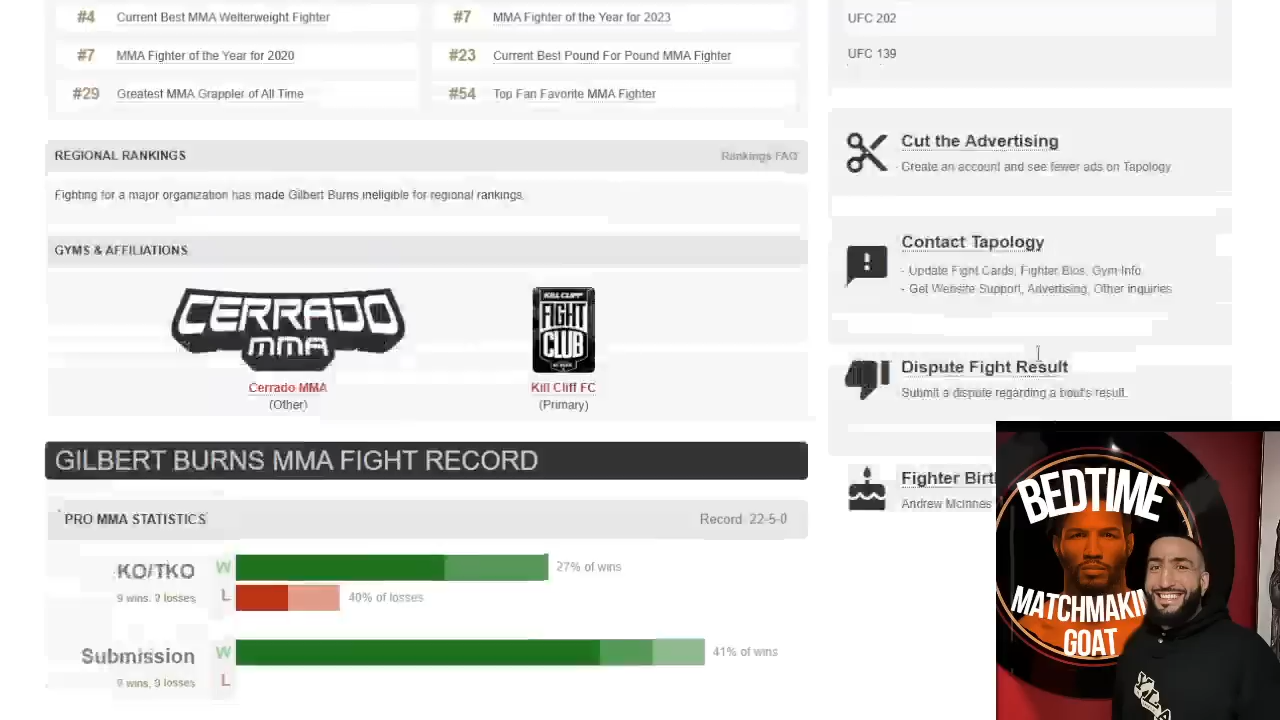 #4 Current Best MMA Welterweight Fighter
#7 MMA Fighter of the Year for 2023
#7 MMA Fighter of the Year for 2020
#23 Current Best Pound For Pound MMA Fighter
#29 Greatest MMA Grappler of All Time
#54 Top Fan Favorite MMA Fighter
REGIONAL RANKINGS
Rankings FAQ
Fighting for a major organization has made Gilbert Burns ineligible for regional rankings.
GYMS & AFFILIATIONS
CERRADO
MMA
Cerrado MMA
(Other)
KILL CLIFF
FIGHT
CLUB
Kill Cliff FC
(Primary)
GILBERT BURNS MMA FIGHT RECORD
PRO MMA STATISTICS
Record 22-5-0
KO/TKO
wins, losses
W
27% of wins
L
40% of losses
Submission
wins, losses
W
41% of wins
L
UFC 202
UFC 139
Cut the Advertising
Create an account and see fewer ads on Tapology
Contact Tapology
- Update Fight Cards, Fighter Bios, Gym Info
- Get Website Support, Advertising, Other inquiries
Dispute Fight Result
Submit a dispute regarding a bout's result.
Fighter Birt
Andrew McInnes
BEDTIME
MATCHMAKIN
GOAT